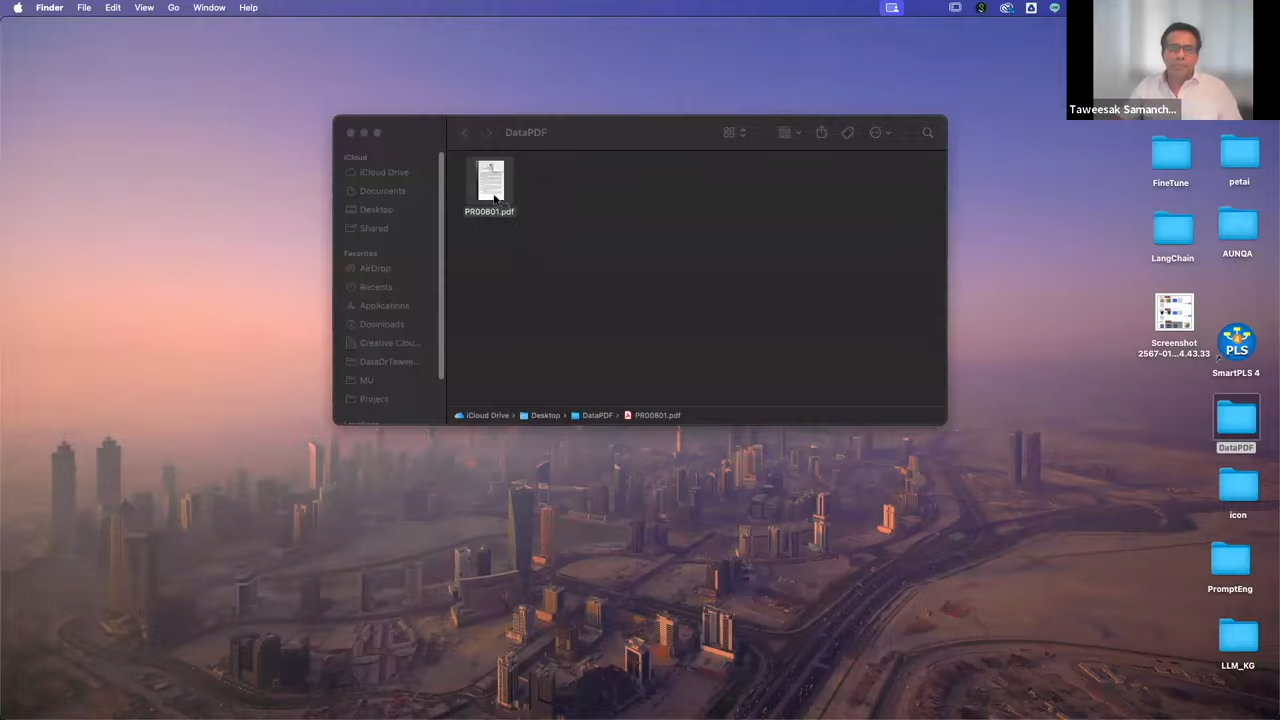 Finder File Edit View Go Window Help
Taweesak Samanch...
DataPDF
iCloud
iCloud Drive
Documents
Desktop
Shared
Favorites
AirDrop
Recents
Applications
Downloads
Creative Clou...
DataDrTawee...
MU
Project
PR00801.pdf
iCloud Drive › Desktop › DataPDF › PR00801.pdf
FineTune
petai
LangChain
AUNQA
Screenshot
2567-01...4.43.33
PLS
SmartPLS 4
DataPDF
icon
PromptEng
LLM_KG